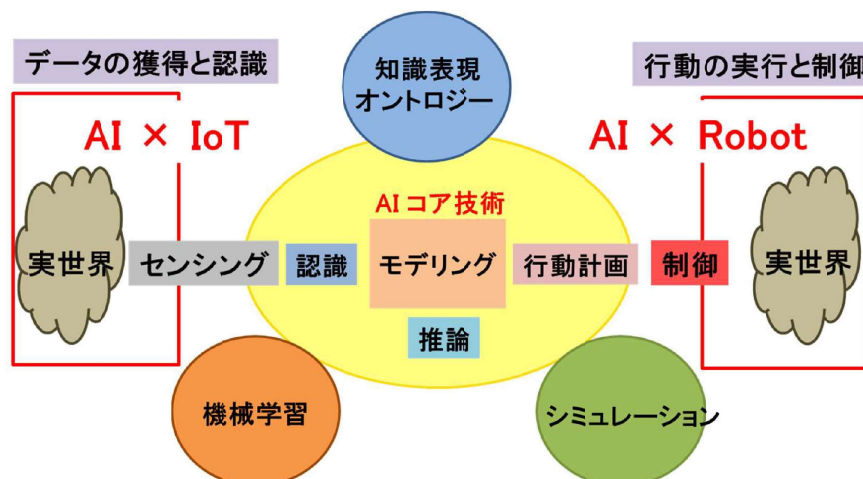 データの獲得と認識
知識表現
オントロジー
行動の実行と制御
AI × IoT
AI × Robot
AIコア技術
実世界
センシング
認識
モデリング
行動計画
制御
実世界
推論
機械学習
シミュレーション